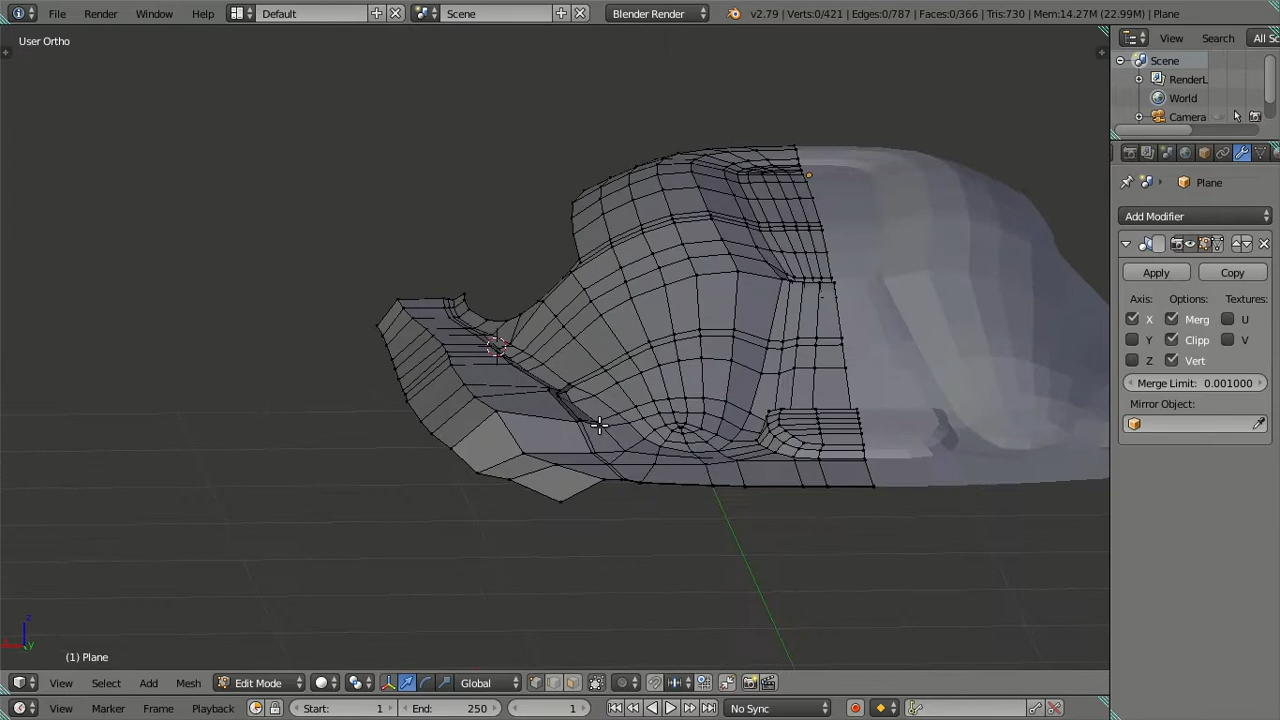 File Render Window Help Default Scene Blender Render v2.79 | Verts:0/421 | Edges:0/787 | Faces:0/366 | Tris:730 | Mem:14.27M (22.99M) | Plane
User Ortho
View Search All Sc
Scene
RenderL
World
Camera
Plane
Add Modifier
Apply Copy
Axis: Options: Textures:
X Merg U
Y Clipp V
Z Vert
Merge Limit: 0.001000
Mirror Object:
z
y
(1) Plane
View Select Add Mesh Edit Mode Global
View Marker Frame Playback Start: 1 End: 250 1 No Sync